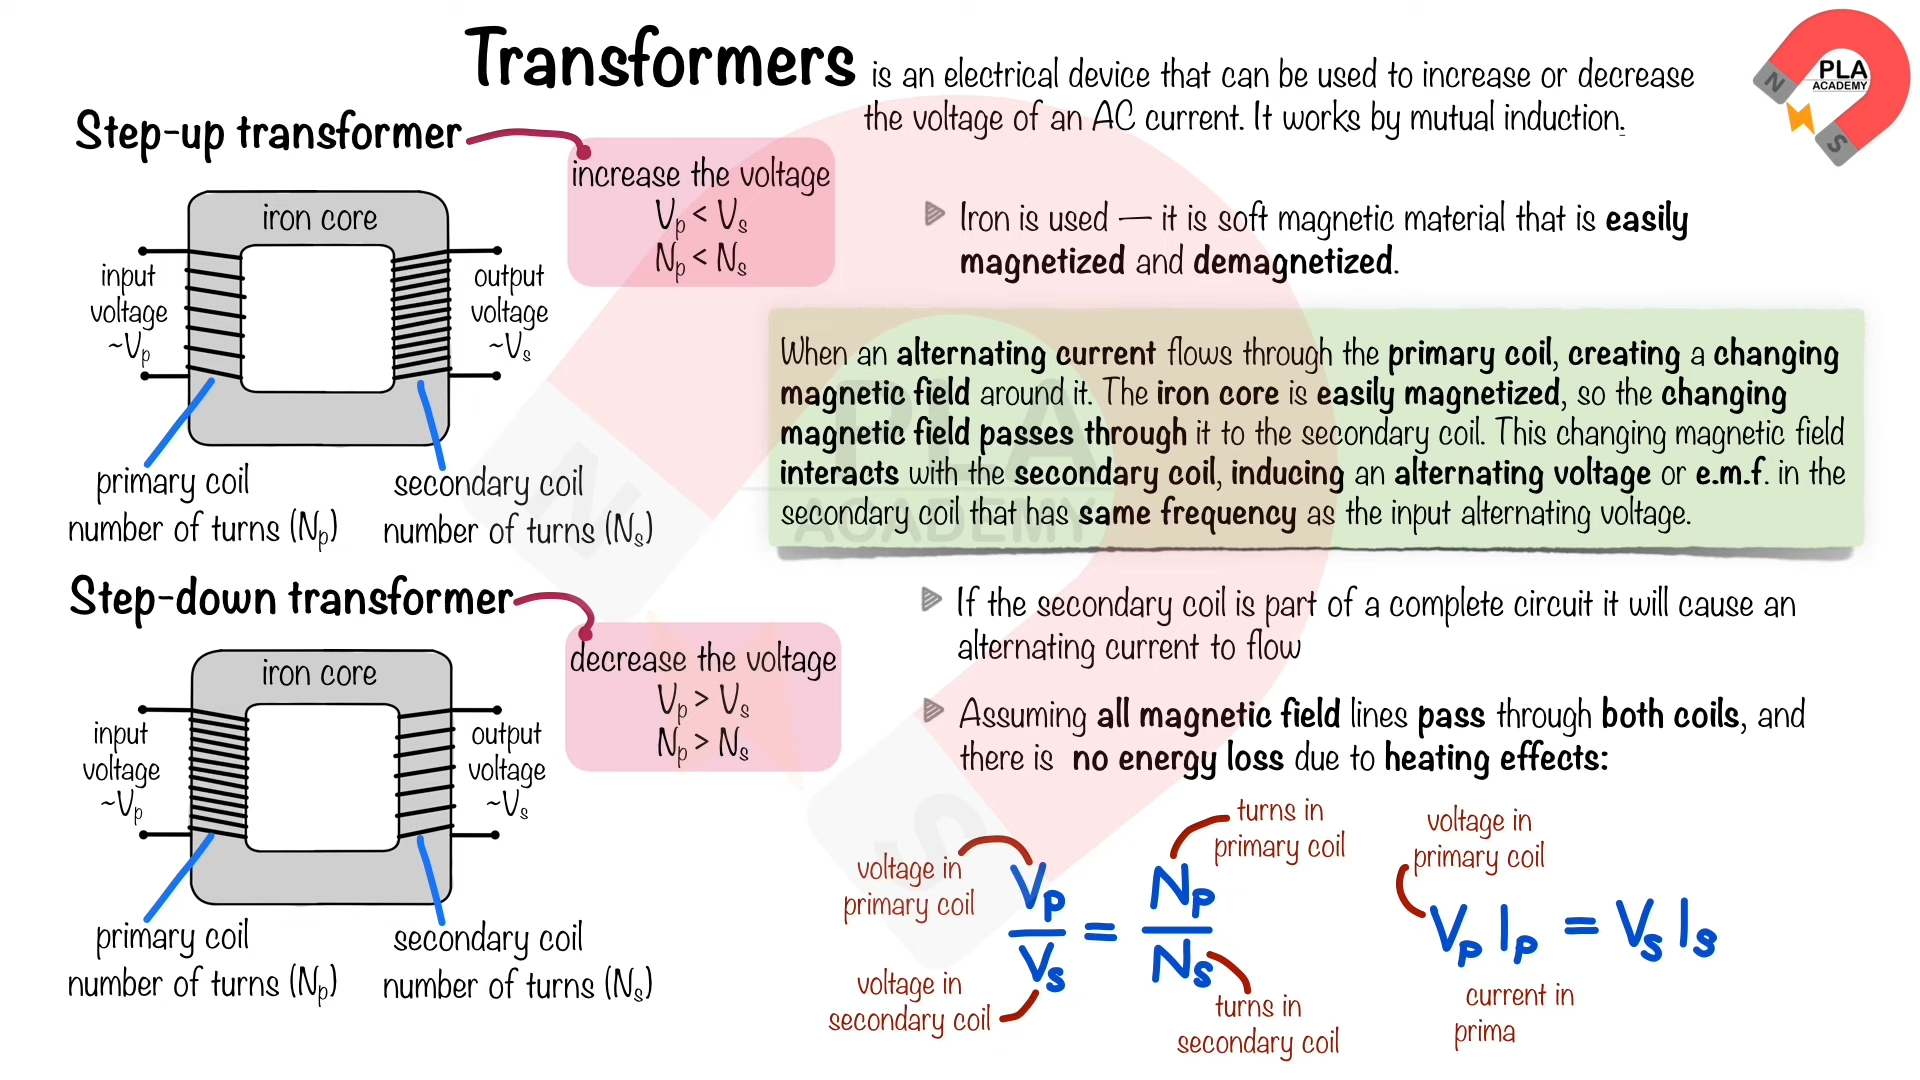 Transformers is an electrical device that can be used to increase or decrease
the voltage of an AC current. It works by mutual induction.
PLA
ACADEMY
N
S
Step-up transformer
increase the voltage
Vp < Vs
Np < Ns
iron core
input
voltage
~Vp
output
voltage
~Vs
primary coil
number of turns (Np)
secondary coil
number of turns (Ns)
Iron is used — it is soft magnetic material that is easily
magnetized and demagnetized.
When an alternating current flows through the primary coil, creating a changing
magnetic field around it. The iron core is easily magnetized, so the changing
magnetic field passes through it to the secondary coil. This changing magnetic field
interacts with the secondary coil, inducing an alternating voltage or e.m.f. in the
secondary coil that has same frequency as the input alternating voltage.
PLA
ACADEMY
N
S
Step-down transformer
decrease the voltage
Vp > Vs
Np > Ns
iron core
input
voltage
~Vp
output
voltage
~Vs
primary coil
number of turns (Np)
secondary coil
number of turns (Ns)
If the secondary coil is part of a complete circuit it will cause an
alternating current to flow
Assuming all magnetic field lines pass through both coils, and
there is no energy loss due to heating effects:
voltage in
primary coil
turns in
primary coil
Vp/Vs = Np/Ns
voltage in
secondary coil
turns in
secondary coil
voltage in
primary coil
Vp Ip = Vs Is
current in
prima